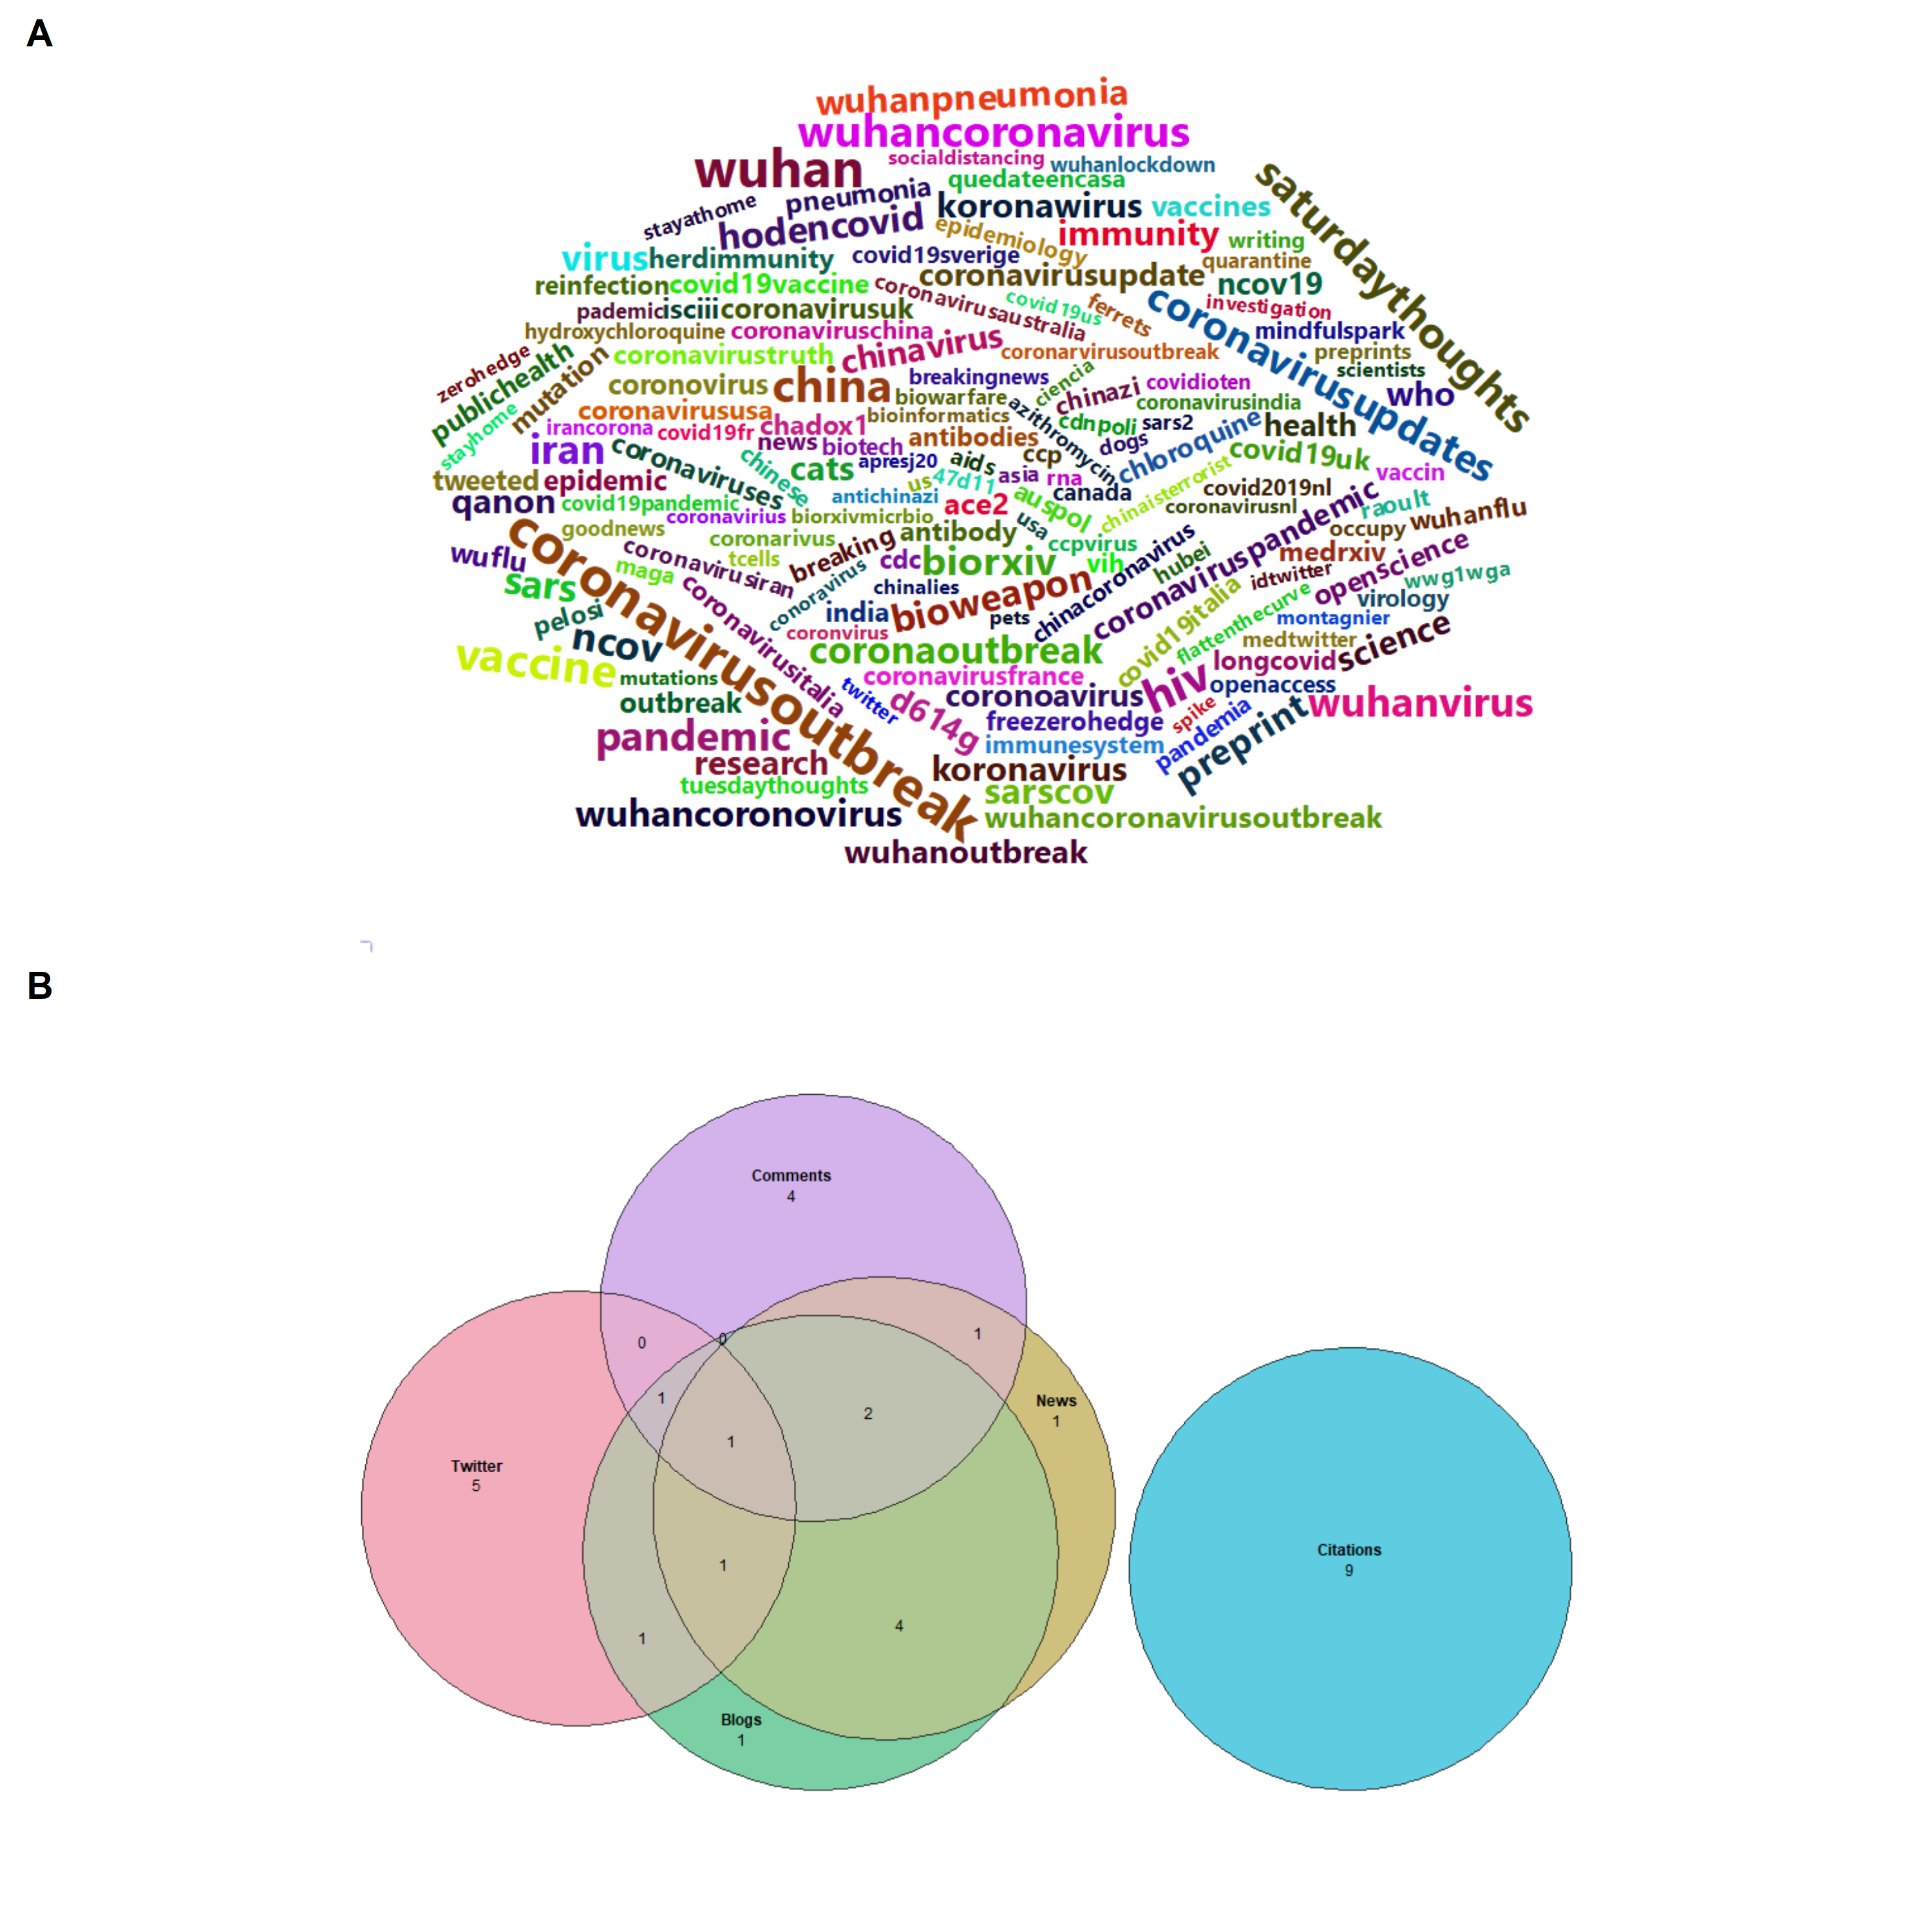 A
wuhanpneumonia
wuhancoronavirus
wuhan
socialdistancing
wuhanlockdown
quedateencasa
saturdaythoughts
stayathome
pneumonia
koronawirus
vaccines
hodencovid
epidemiology
immunity
writing
virus
herdimmunity
covid19sverige
quarantine
reinfection
covid19vaccine
coronavirusaustralia
coronavirusupdate
ncov19
pademic
isciii
coronavirusuk
covid19us
ferrets
coronavirusupdates
investigation
hydroxychloroquine
coronaviruschina
mindfulspark
zerohedge
publichealth
mutation
coronavirustruth
chinavirus
coronarvirusoutbreak
preprints
scientists
coronovirus
china
breakingnews
ciencia
chinazi
covidioten
who
biowarfare
coronavirusindia
stayhome
coronavirususa
bioinformatics
azithromycin
irancorona
covid19fr
chadox1
cdnpoli
sars2
chloroquine
health
iran
coronaviruses
news
biotech
antibodies
dogs
covid19uk
chinese
cats
apresj20
aids
ccp
vaccin
tweeted
epidemic
us
47d11
asia
rna
chinaisterrorist
covid2019nl
qanon
covid19pandemic
antichinazi
ace2
auspol
canada
coronavirusnl
raoult
coronavirusoutbreak
goodnews
coronavirius
biorxivmicrbio
usa
coronaviruspandemic
occupy
wuhanflu
wuflu
coronavirusiran
coronarivus
breaking
antibody
ccpvirus
chinacoronavirus
medrxiv
openscience
tcells
cdc
biorxiv
vih
hubei
idtwitter
wwg1wga
sars
maga
coronavirusitalia
conoravirus
chinalies
bioweapon
covid19italia
flattenthecurve
virology
pelosi
india
pets
montagnier
ncov
coronvirus
medtwitter
science
vaccine
coronaoutbreak
longcovid
mutations
coronavirusfrance
hiv
openaccess
outbreak
twitter
d614g
coronoavirus
spike
pandemia
preprint
wuhanvirus
pandemic
freezerohedge
immunesystem
research
koronavirus
tuesdaythoughts
sarscov
wuhancoronovirus
wuhancoronavirusoutbreak
wuhanoutbreak
B
Comments
4
0
0
1
1
2
News
1
1
Twitter
5
Citations
9
1
4
1
Blogs
1